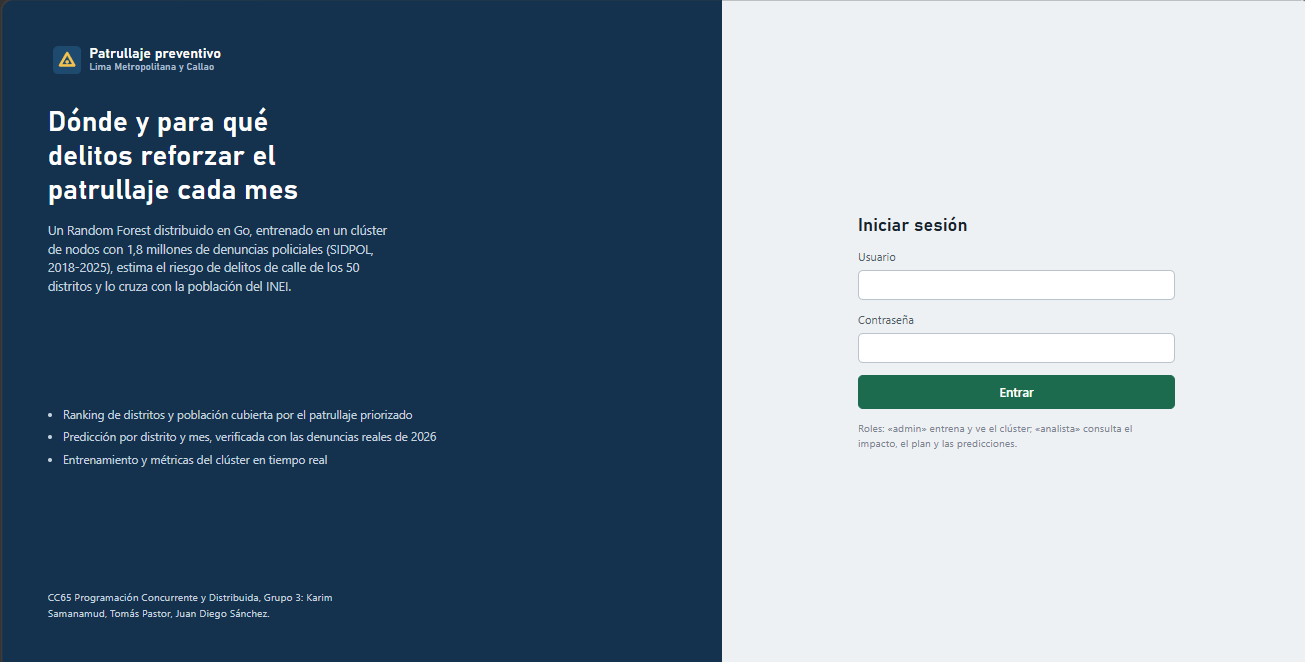 Patrullaje preventivo
Lima Metropolitana y Callao
Dónde y para qué
delitos reforzar el
patrullaje cada mes
Un Random Forest distribuido en Go, entrenado en un clúster
de nodos con 1,8 millones de denuncias policiales (SIDPOL,
2018-2025), estima el riesgo de delitos de calle de los 50
distritos y lo cruza con la población del INEI.
• Ranking de distritos y población cubierta por el patrullaje priorizado
• Predicción por distrito y mes, verificada con las denuncias reales de 2026
• Entrenamiento y métricas del clúster en tiempo real
CC65 Programación Concurrente y Distribuida, Grupo 3: Karim
Samanamud, Tomás Pastor, Juan Diego Sánchez.
Iniciar sesión
Usuario
Contraseña
Entrar
Roles: «admin» entrena y ve el clúster; «analista» consulta el
impacto, el plan y las predicciones.